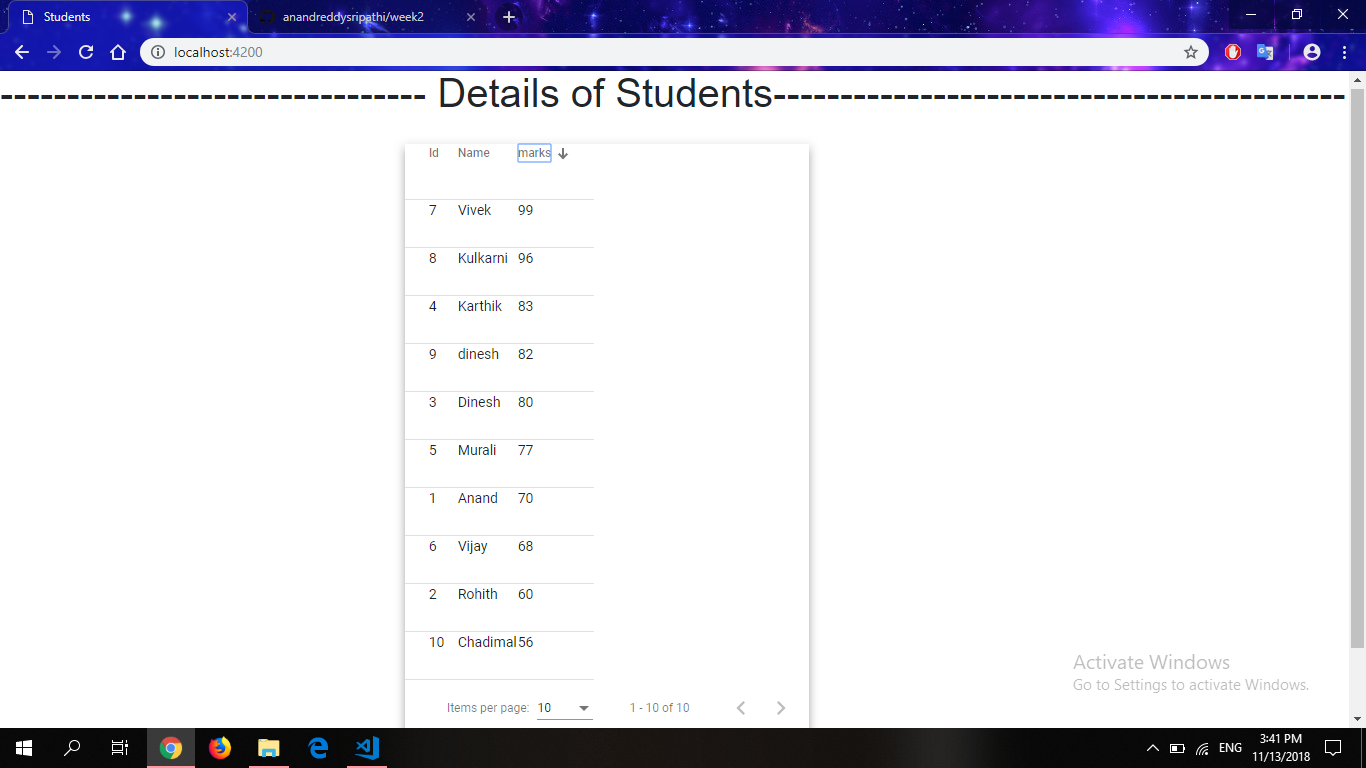 Students
anandreddysripathi/week2
localhost:4200
-------------------------------- Details of Students-------------------------------------------
Id Name marks
7 Vivek 99
8 Kulkarni 96
4 Karthik 83
9 dinesh 82
3 Dinesh 80
5 Murali 77
1 Anand 70
6 Vijay 68
2 Rohith 60
10 Chadimal 56
Items per page: 10 1 - 10 of 10
Activate Windows
Go to Settings to activate Windows.
ENG
3:41 PM
11/13/2018